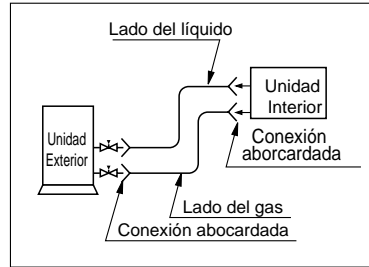 Lado del líquido
Unidad
Interior
Unidad
Exterior
Conexión
aborcardada
Lado del gas
Conexión abocardada